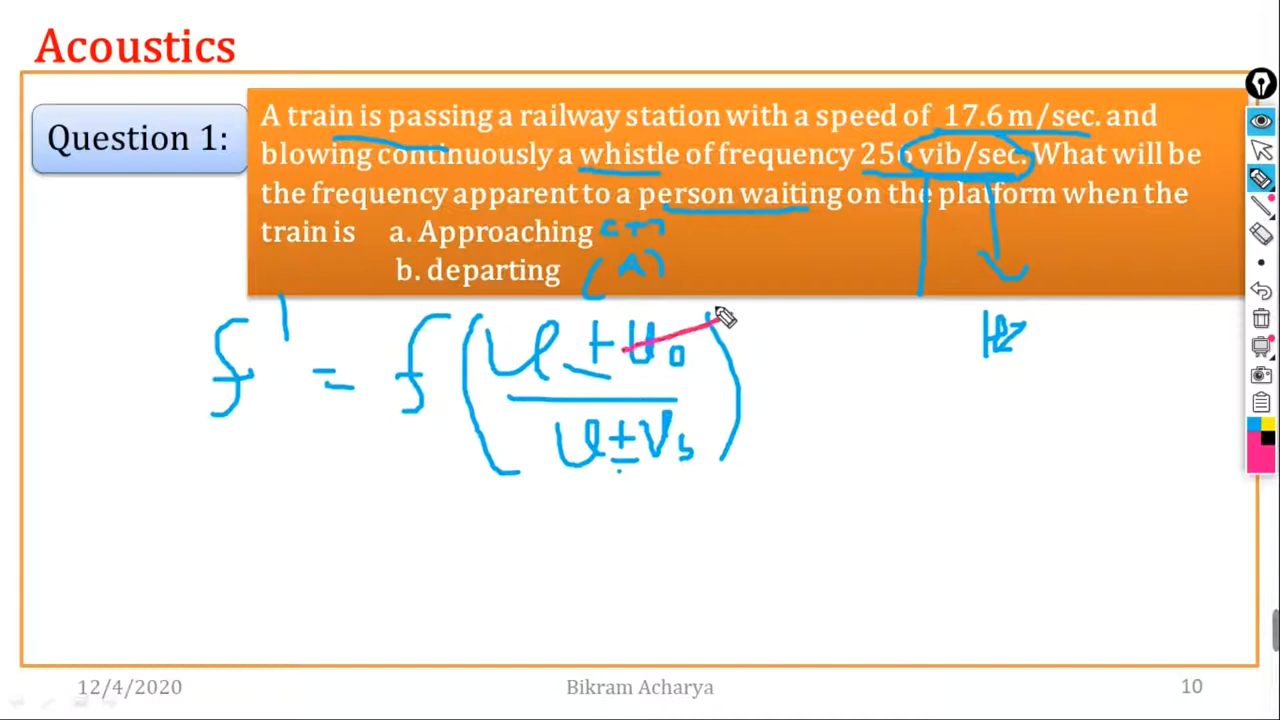 Acoustics
Question 1:
A train is passing a railway station with a speed of 17.6 m/sec. and
blowing continuously a whistle of frequency 256 vib/sec. What will be
the frequency apparent to a person waiting on the platform when the
train is a. Approaching
b. departing
Hz
f' = f(v ± v₀ / v ± vs)
12/4/2020 Bikram Acharya 10